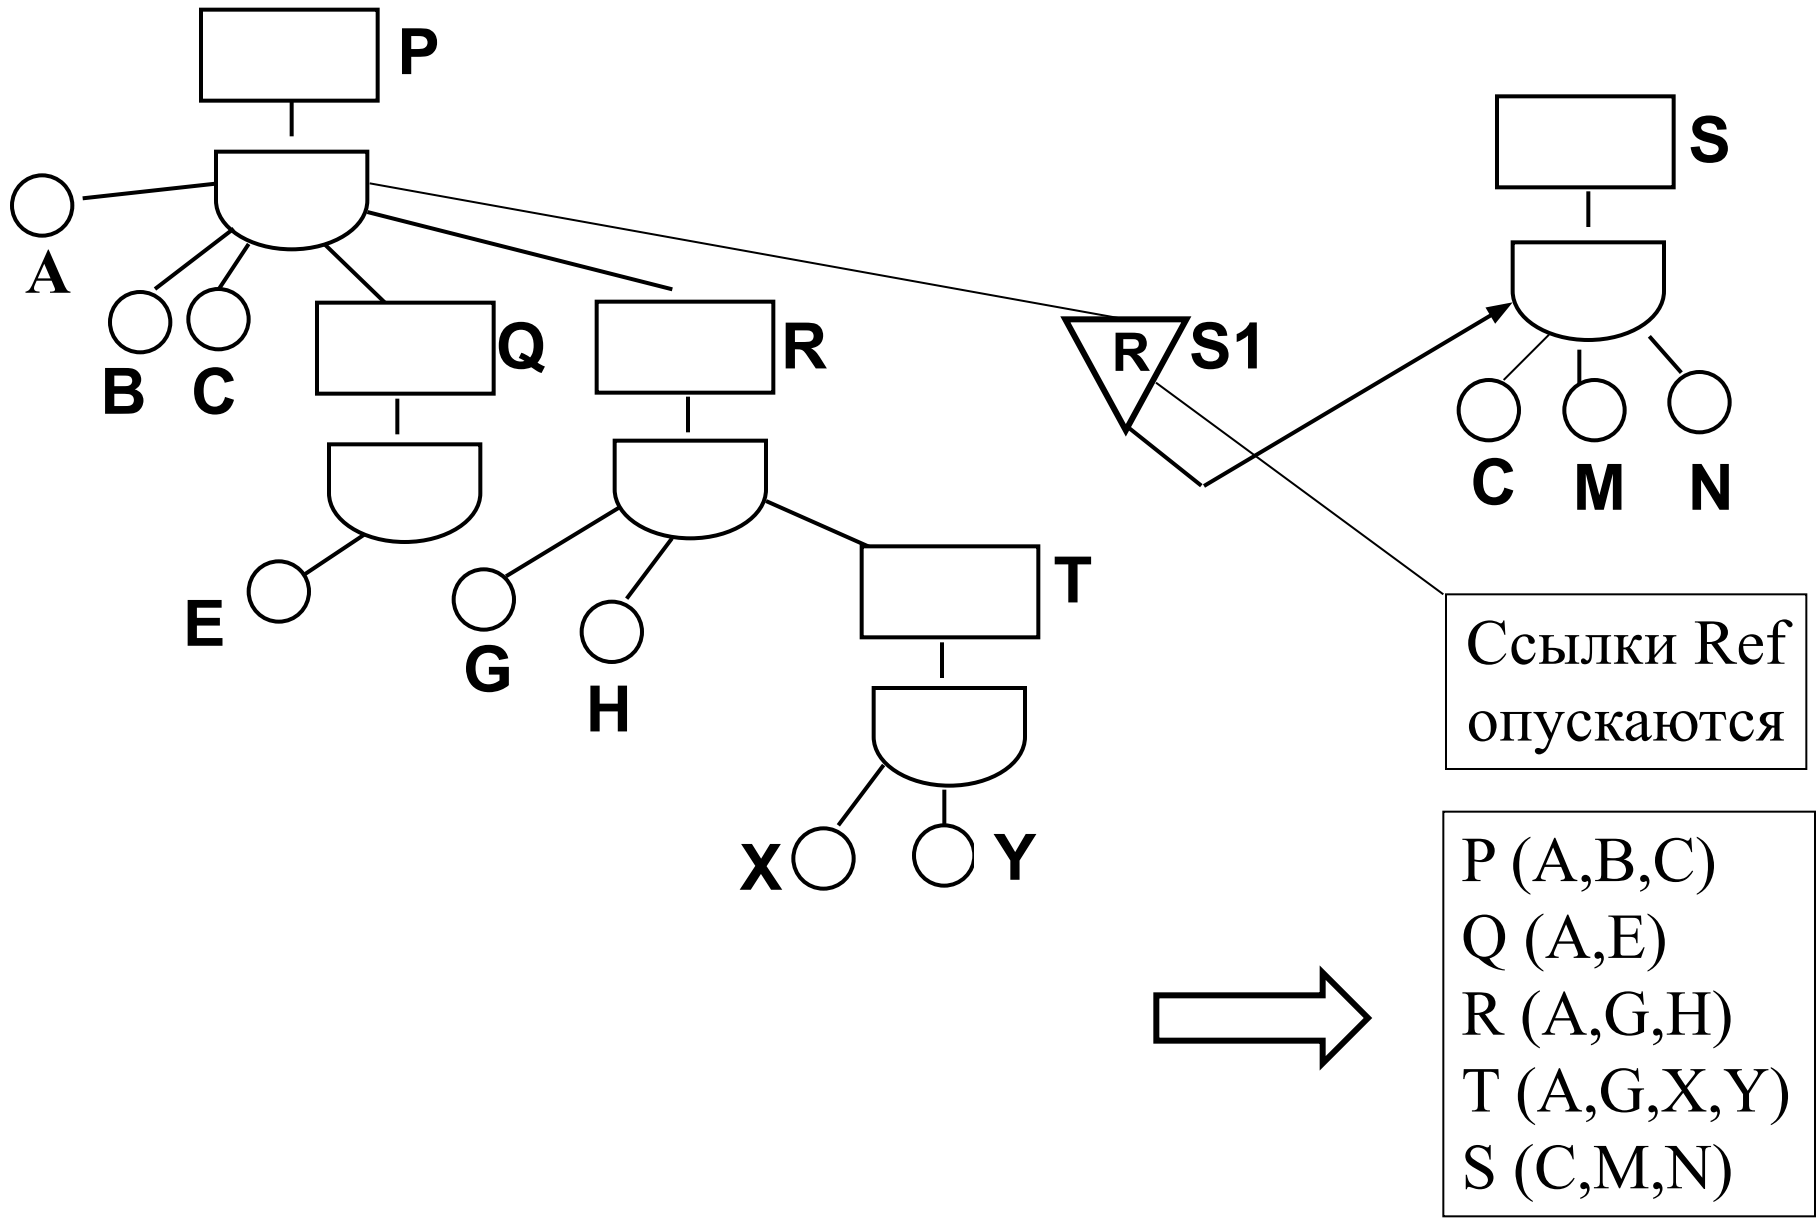 P
S
A
B
C
Q
R
R
S1
C
M
N
E
G
H
T
X
Y
Ссылки Ref
опускаются
P (A,B,C)
Q (A,E)
R (A,G,H)
T (A,G,X,Y)
S (C,M,N)